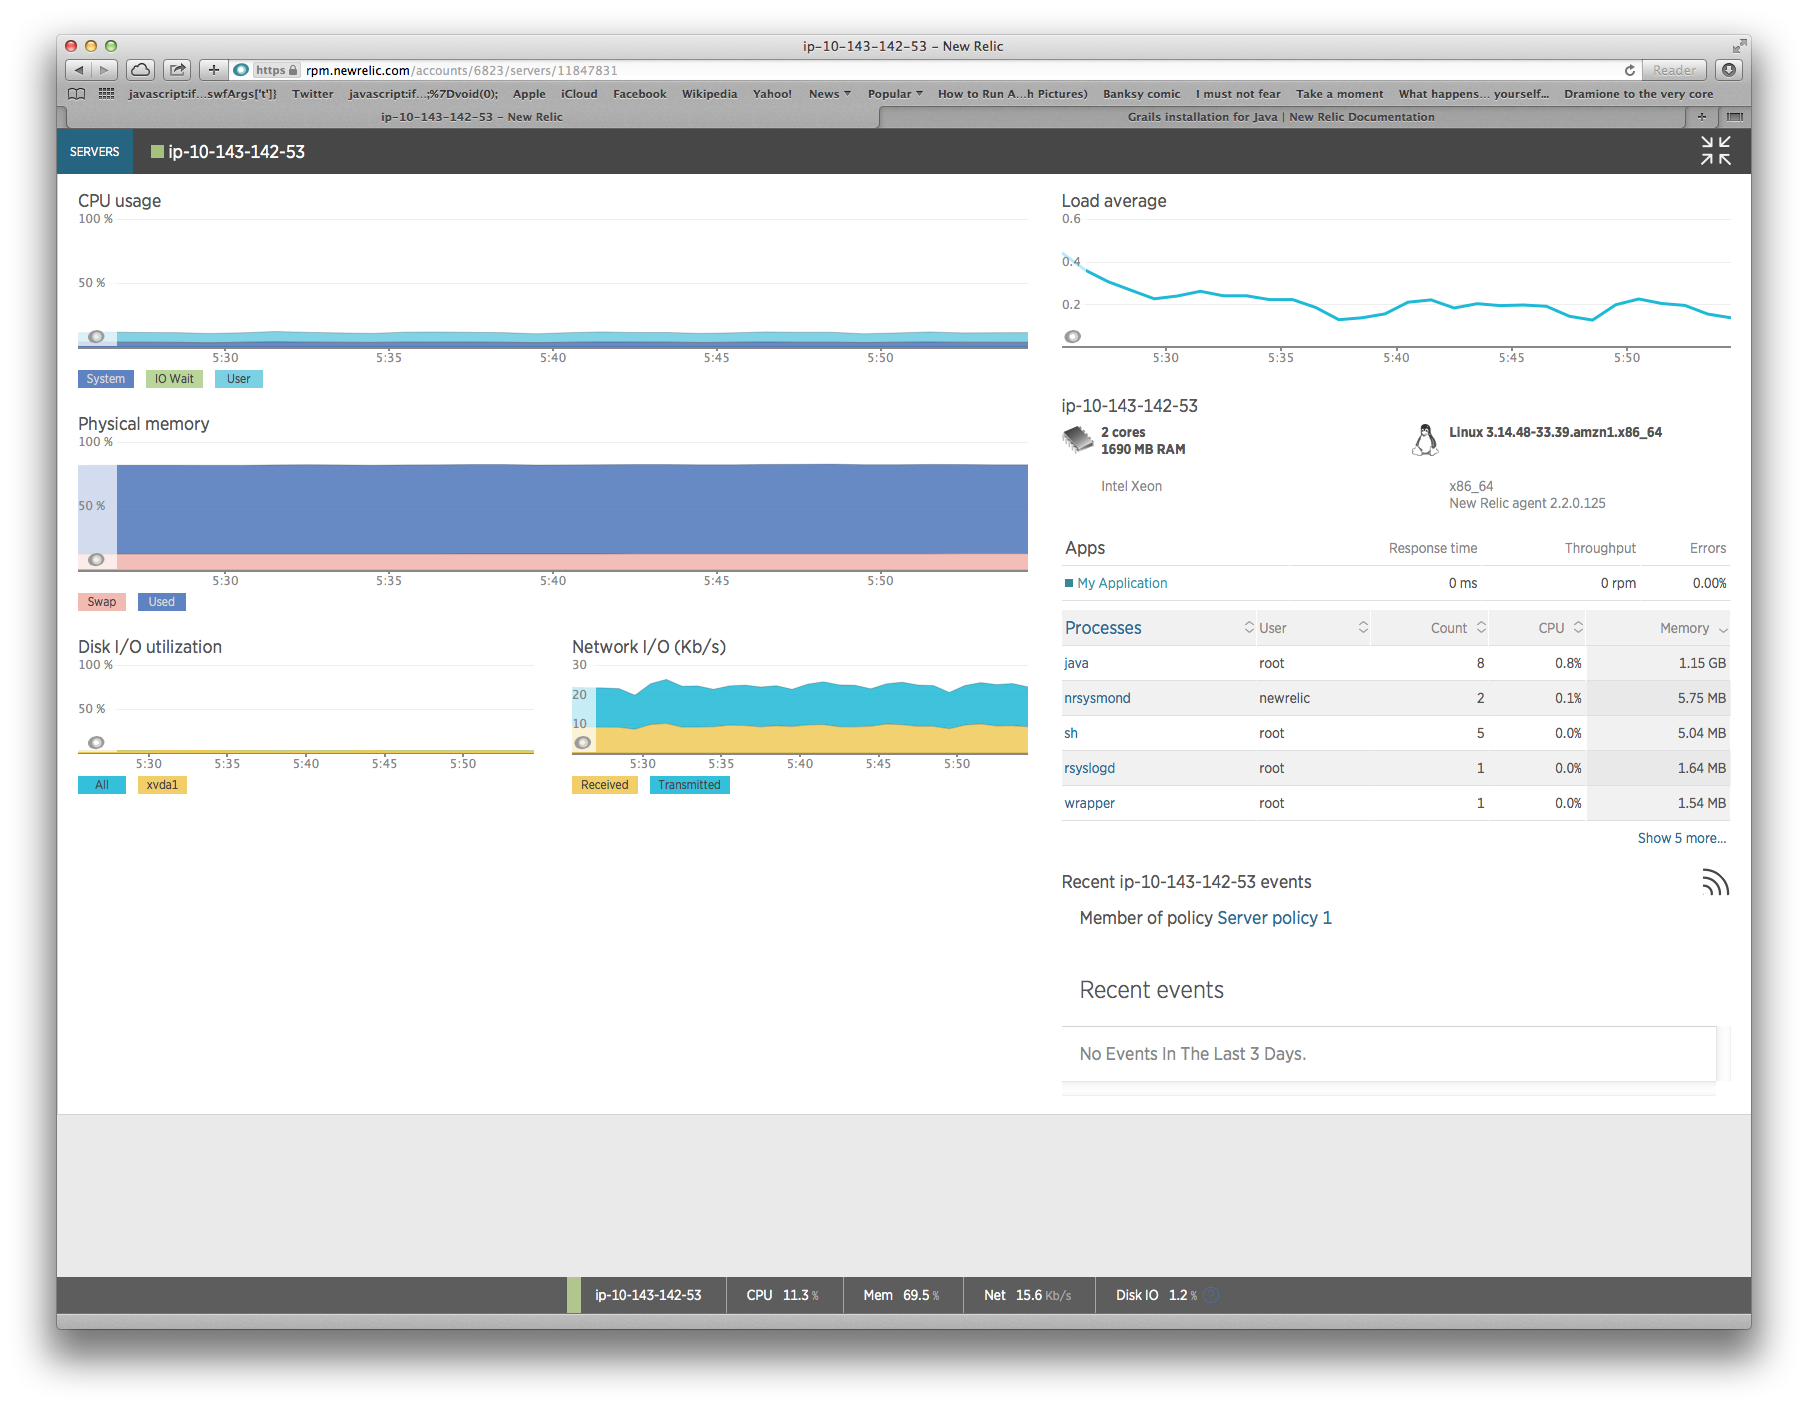 ip-10-143-142-53 – New Relic
https rpm.newrelic.com/accounts/6823/servers/11847831
Reader
javascript:if...swfArgs['t']} Twitter javascript:if...;%7Dvoid(0); Apple iCloud Facebook Wikipedia Yahoo! News Popular How to Run A...h Pictures) Banksy comic I must not fear Take a moment What happens... yourself... Dramione to the very core
ip-10-143-142-53 – New Relic
Grails installation for Java | New Relic Documentation
SERVERS
ip-10-143-142-53
CPU usage
100 %
50 %
5:30 5:35 5:40 5:45 5:50
System IO Wait User
Physical memory
100 %
50 %
5:30 5:35 5:40 5:45 5:50
Swap Used
Disk I/O utilization
100 %
50 %
5:30 5:35 5:40 5:45 5:50
All xvda1
Network I/O (Kb/s)
30
20
10
5:30 5:35 5:40 5:45 5:50
Received Transmitted
Load average
0.6
0.4
0.2
5:30 5:35 5:40 5:45 5:50
ip-10-143-142-53
2 cores
1690 MB RAM
Intel Xeon
Linux 3.14.48-33.39.amzn1.x86_64
x86_64
New Relic agent 2.2.0.125
Apps Response time Throughput Errors
My Application 0 ms 0 rpm 0.00%
Processes User Count CPU Memory
java root 8 0.8% 1.15 GB
nrsysmond newrelic 2 0.1% 5.75 MB
sh root 5 0.0% 5.04 MB
rsyslogd root 1 0.0% 1.64 MB
wrapper root 1 0.0% 1.54 MB
Show 5 more...
Recent ip-10-143-142-53 events
Member of policy Server policy 1
Recent events
No Events In The Last 3 Days.
ip-10-143-142-53 CPU 11.3 % Mem 69.5 % Net 15.6 Kb/s Disk IO 1.2 % ?